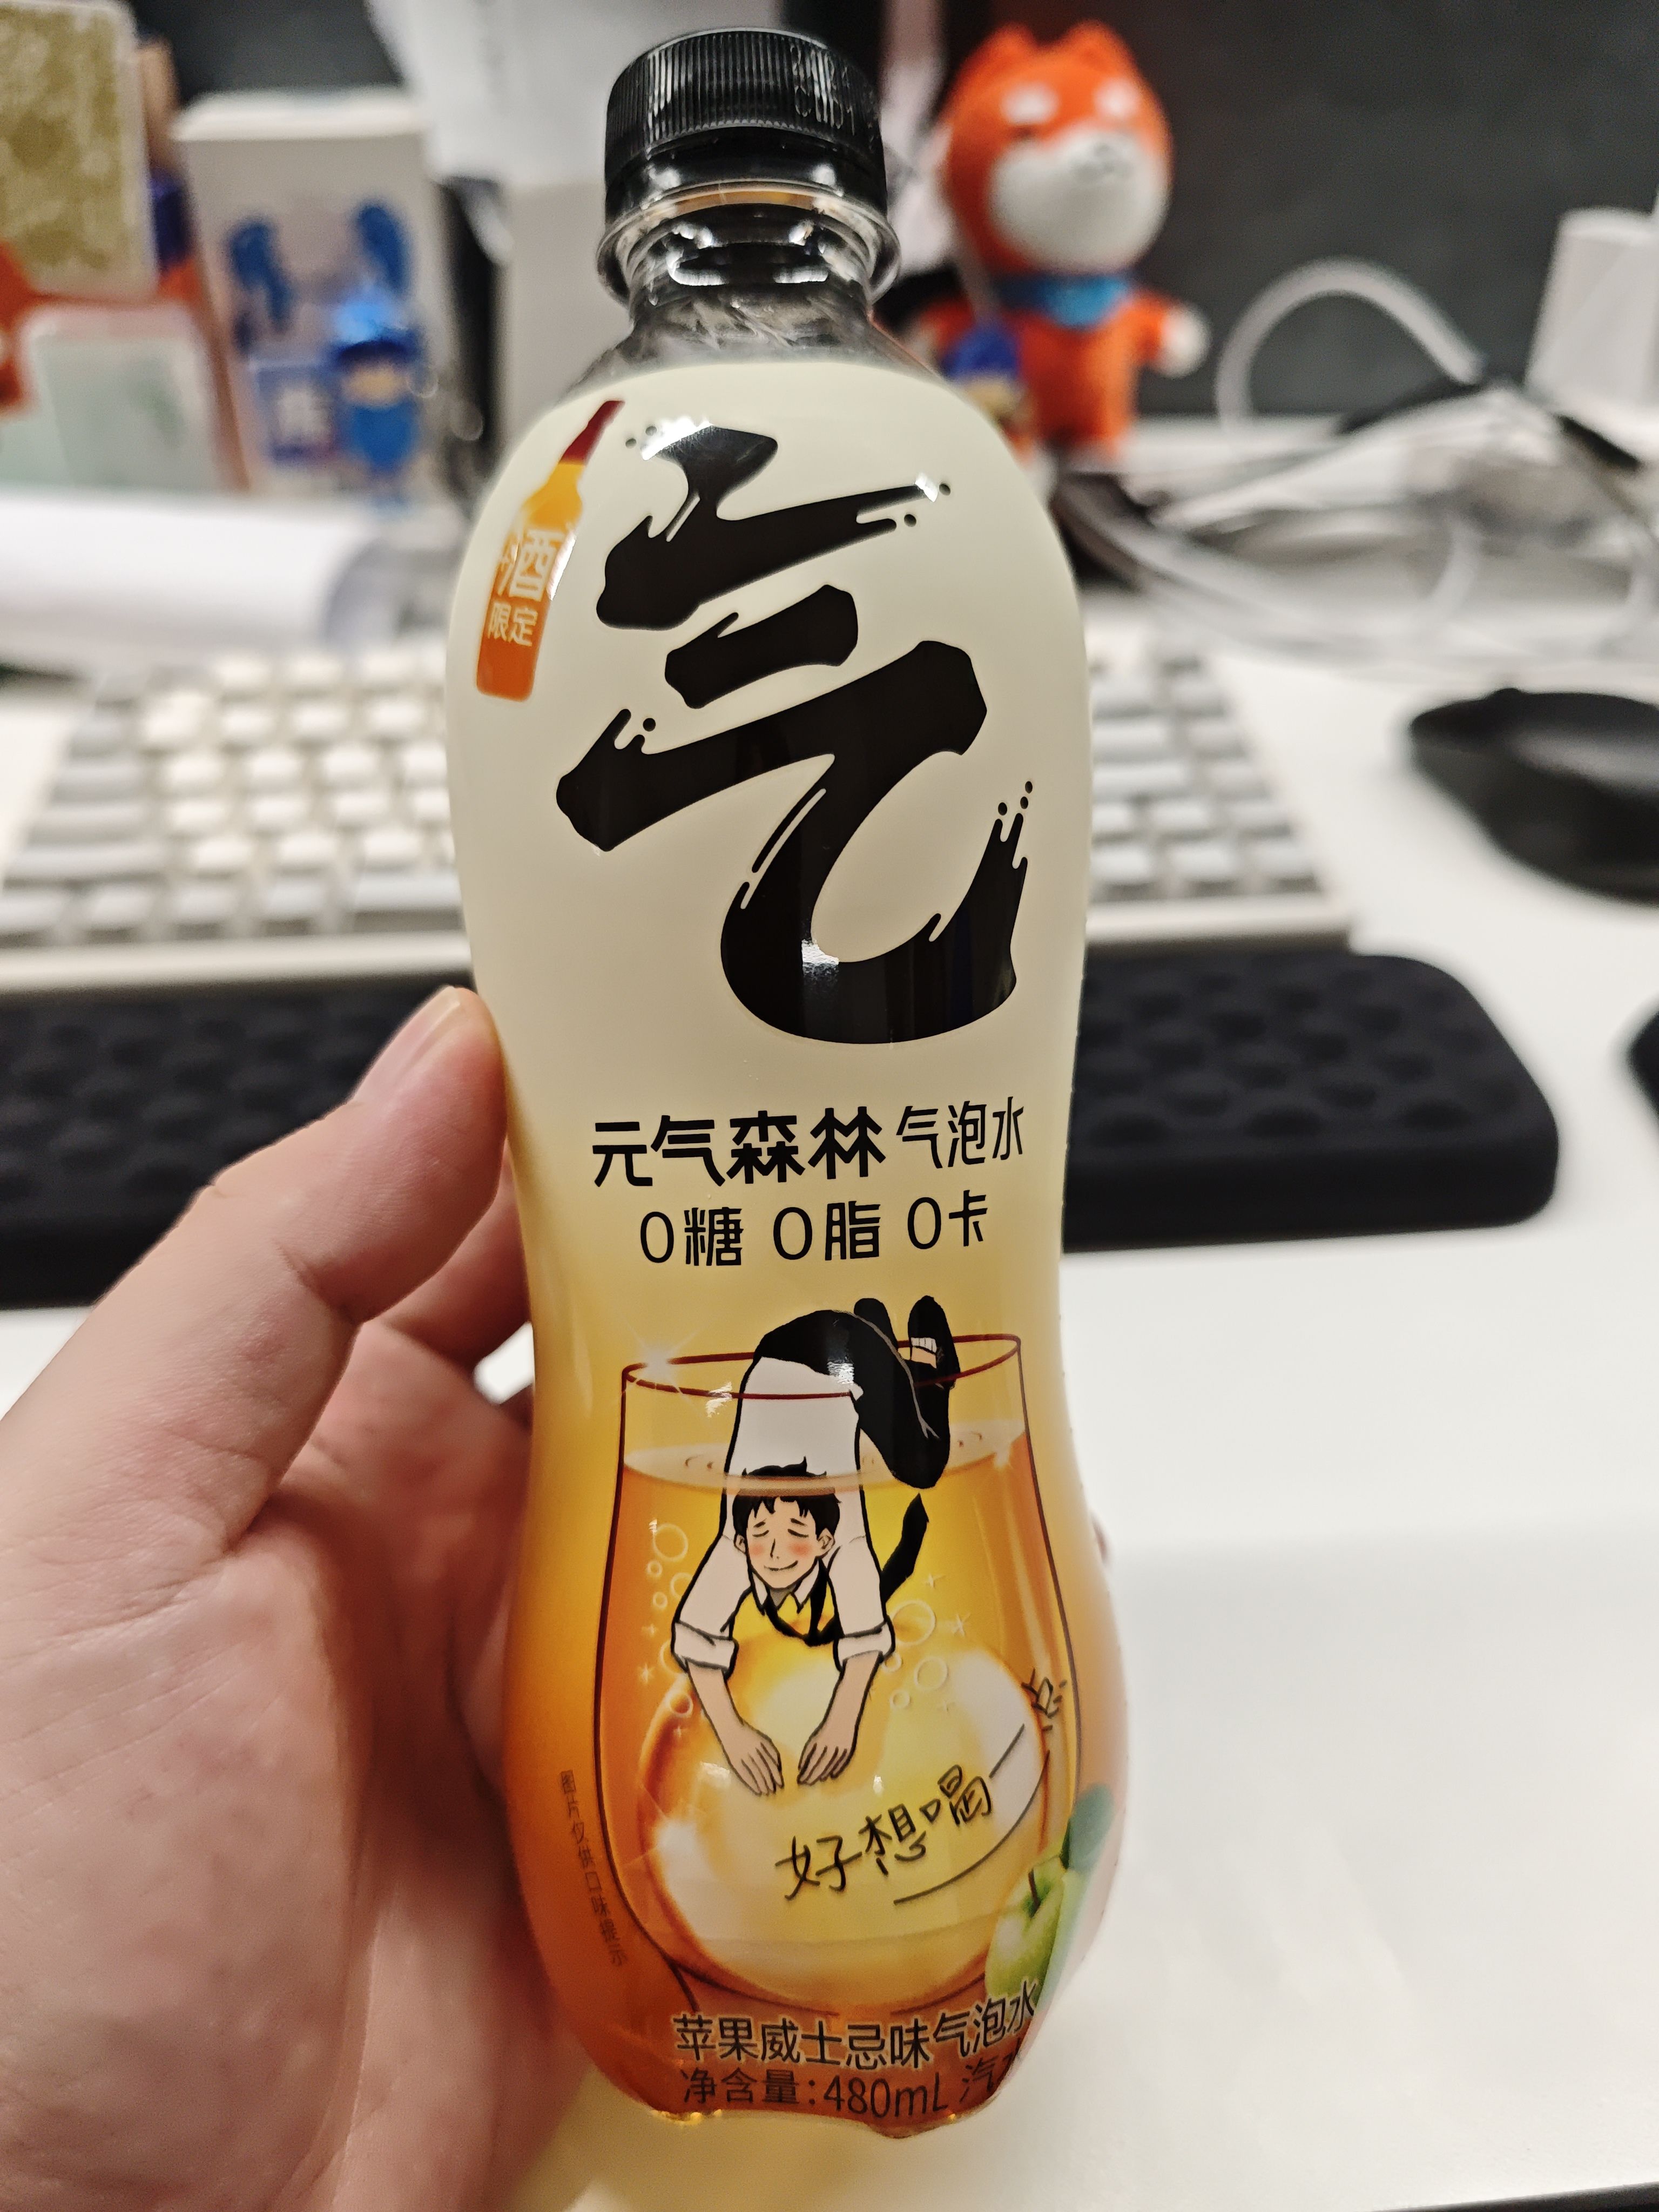 酒
限定
气
元气森林 气泡水
0糖 0脂 0卡
好想喝
图片仅供口味提示
苹果威士忌味气泡水
净含量:480mL 汽